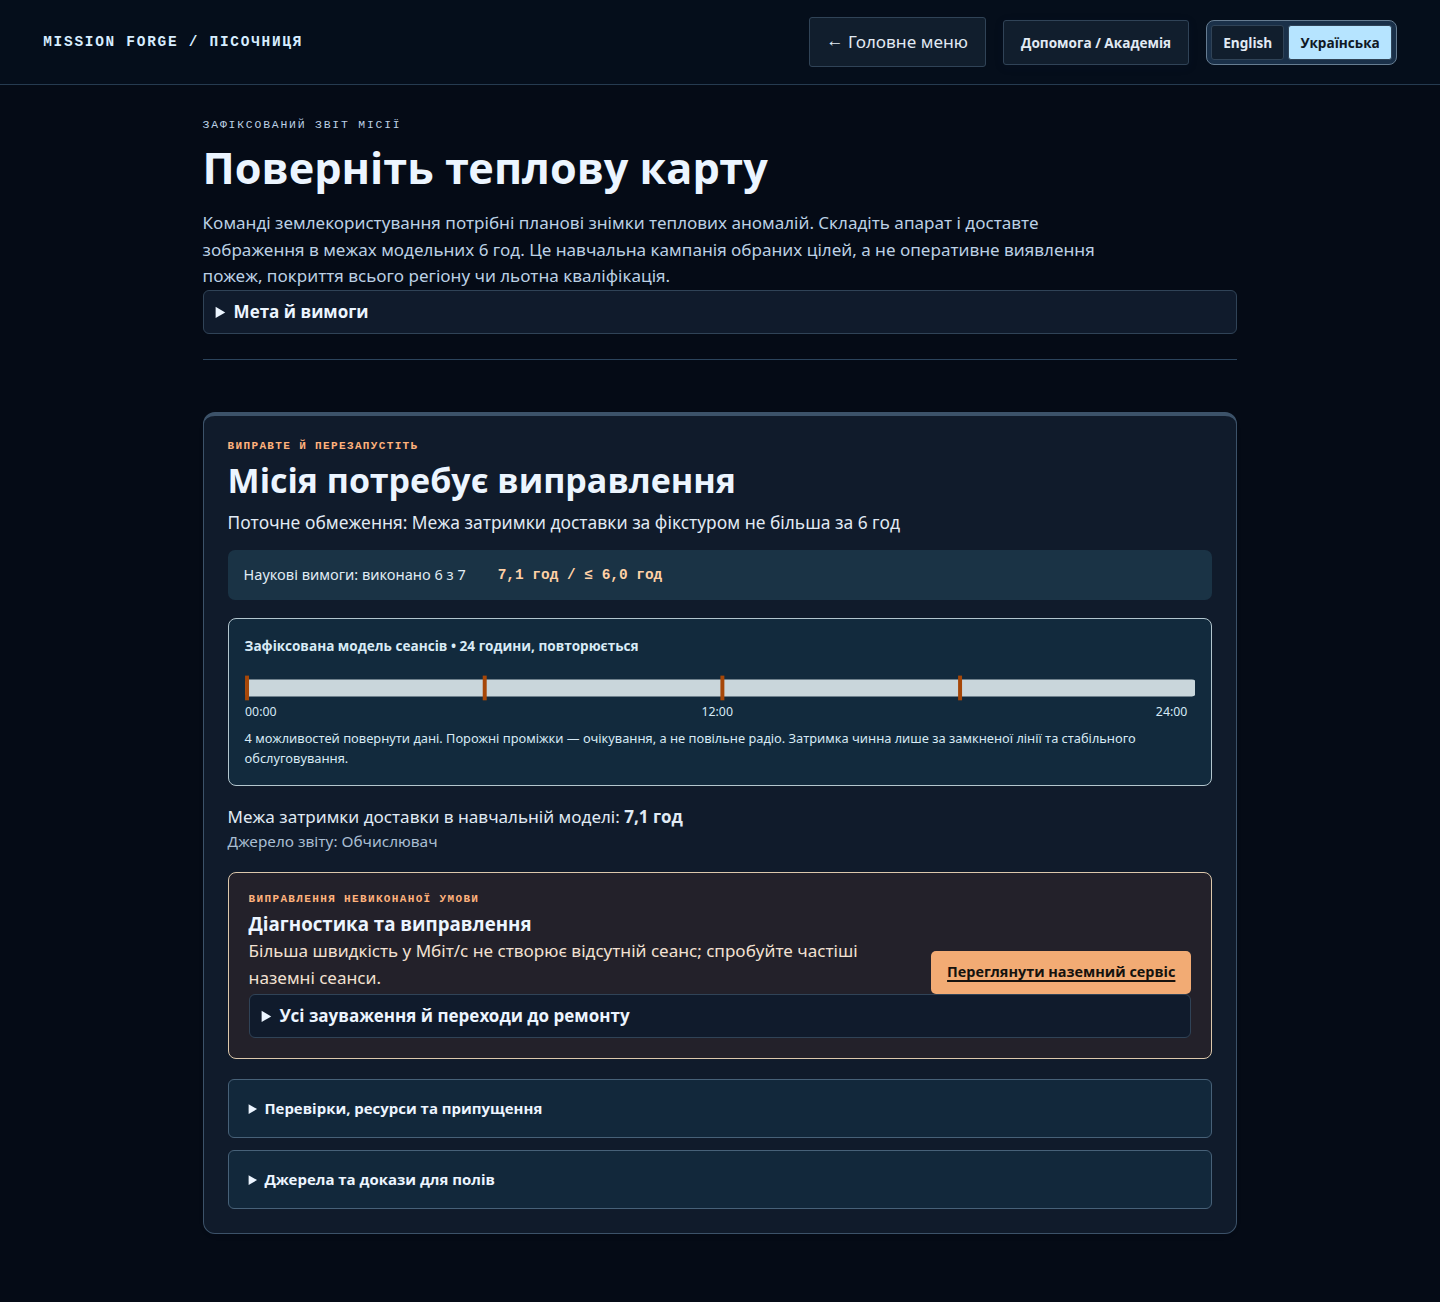 MISSION FORGE / ПІСОЧНИЦЯ
← Головне меню
Допомога / Академія
English
Українська
ЗАФІКСОВАНИЙ ЗВІТ МІСІЇ
Поверніть теплову карту
Команді землекористування потрібні планові знімки теплових аномалій. Складіть апарат і доставте
зображення в межах модельних 6 год. Це навчальна кампанія обраних цілей, а не оперативне виявлення
пожеж, покриття всього регіону чи льотна кваліфікація.
▶ Мета й вимоги
ВИПРАВТЕ Й ПЕРЕЗАПУСТІТЬ
Місія потребує виправлення
Поточне обмеження: Межа затримки доставки за фікстуром не більша за 6 год
Наукові вимоги: виконано 6 з 7
7,1 год / ≤ 6,0 год
Зафіксована модель сеансів • 24 години, повторюється
00:00
12:00
24:00
4 можливостей повернути дані. Порожні проміжки — очікування, а не повільне радіо. Затримка чинна лише за замкненої лінії та стабільного
обслуговування.
Межа затримки доставки в навчальній моделі: 7,1 год
Джерело звіту: Обчислювач
ВИПРАВЛЕННЯ НЕВИКОНАНОЇ УМОВИ
Діагностика та виправлення
Більша швидкість у Мбіт/с не створює відсутній сеанс; спробуйте частіші
наземні сеанси.
Переглянути наземний сервіс
▶ Усі зауваження й переходи до ремонту
▶ Перевірки, ресурси та припущення
▶ Джерела та докази для полів